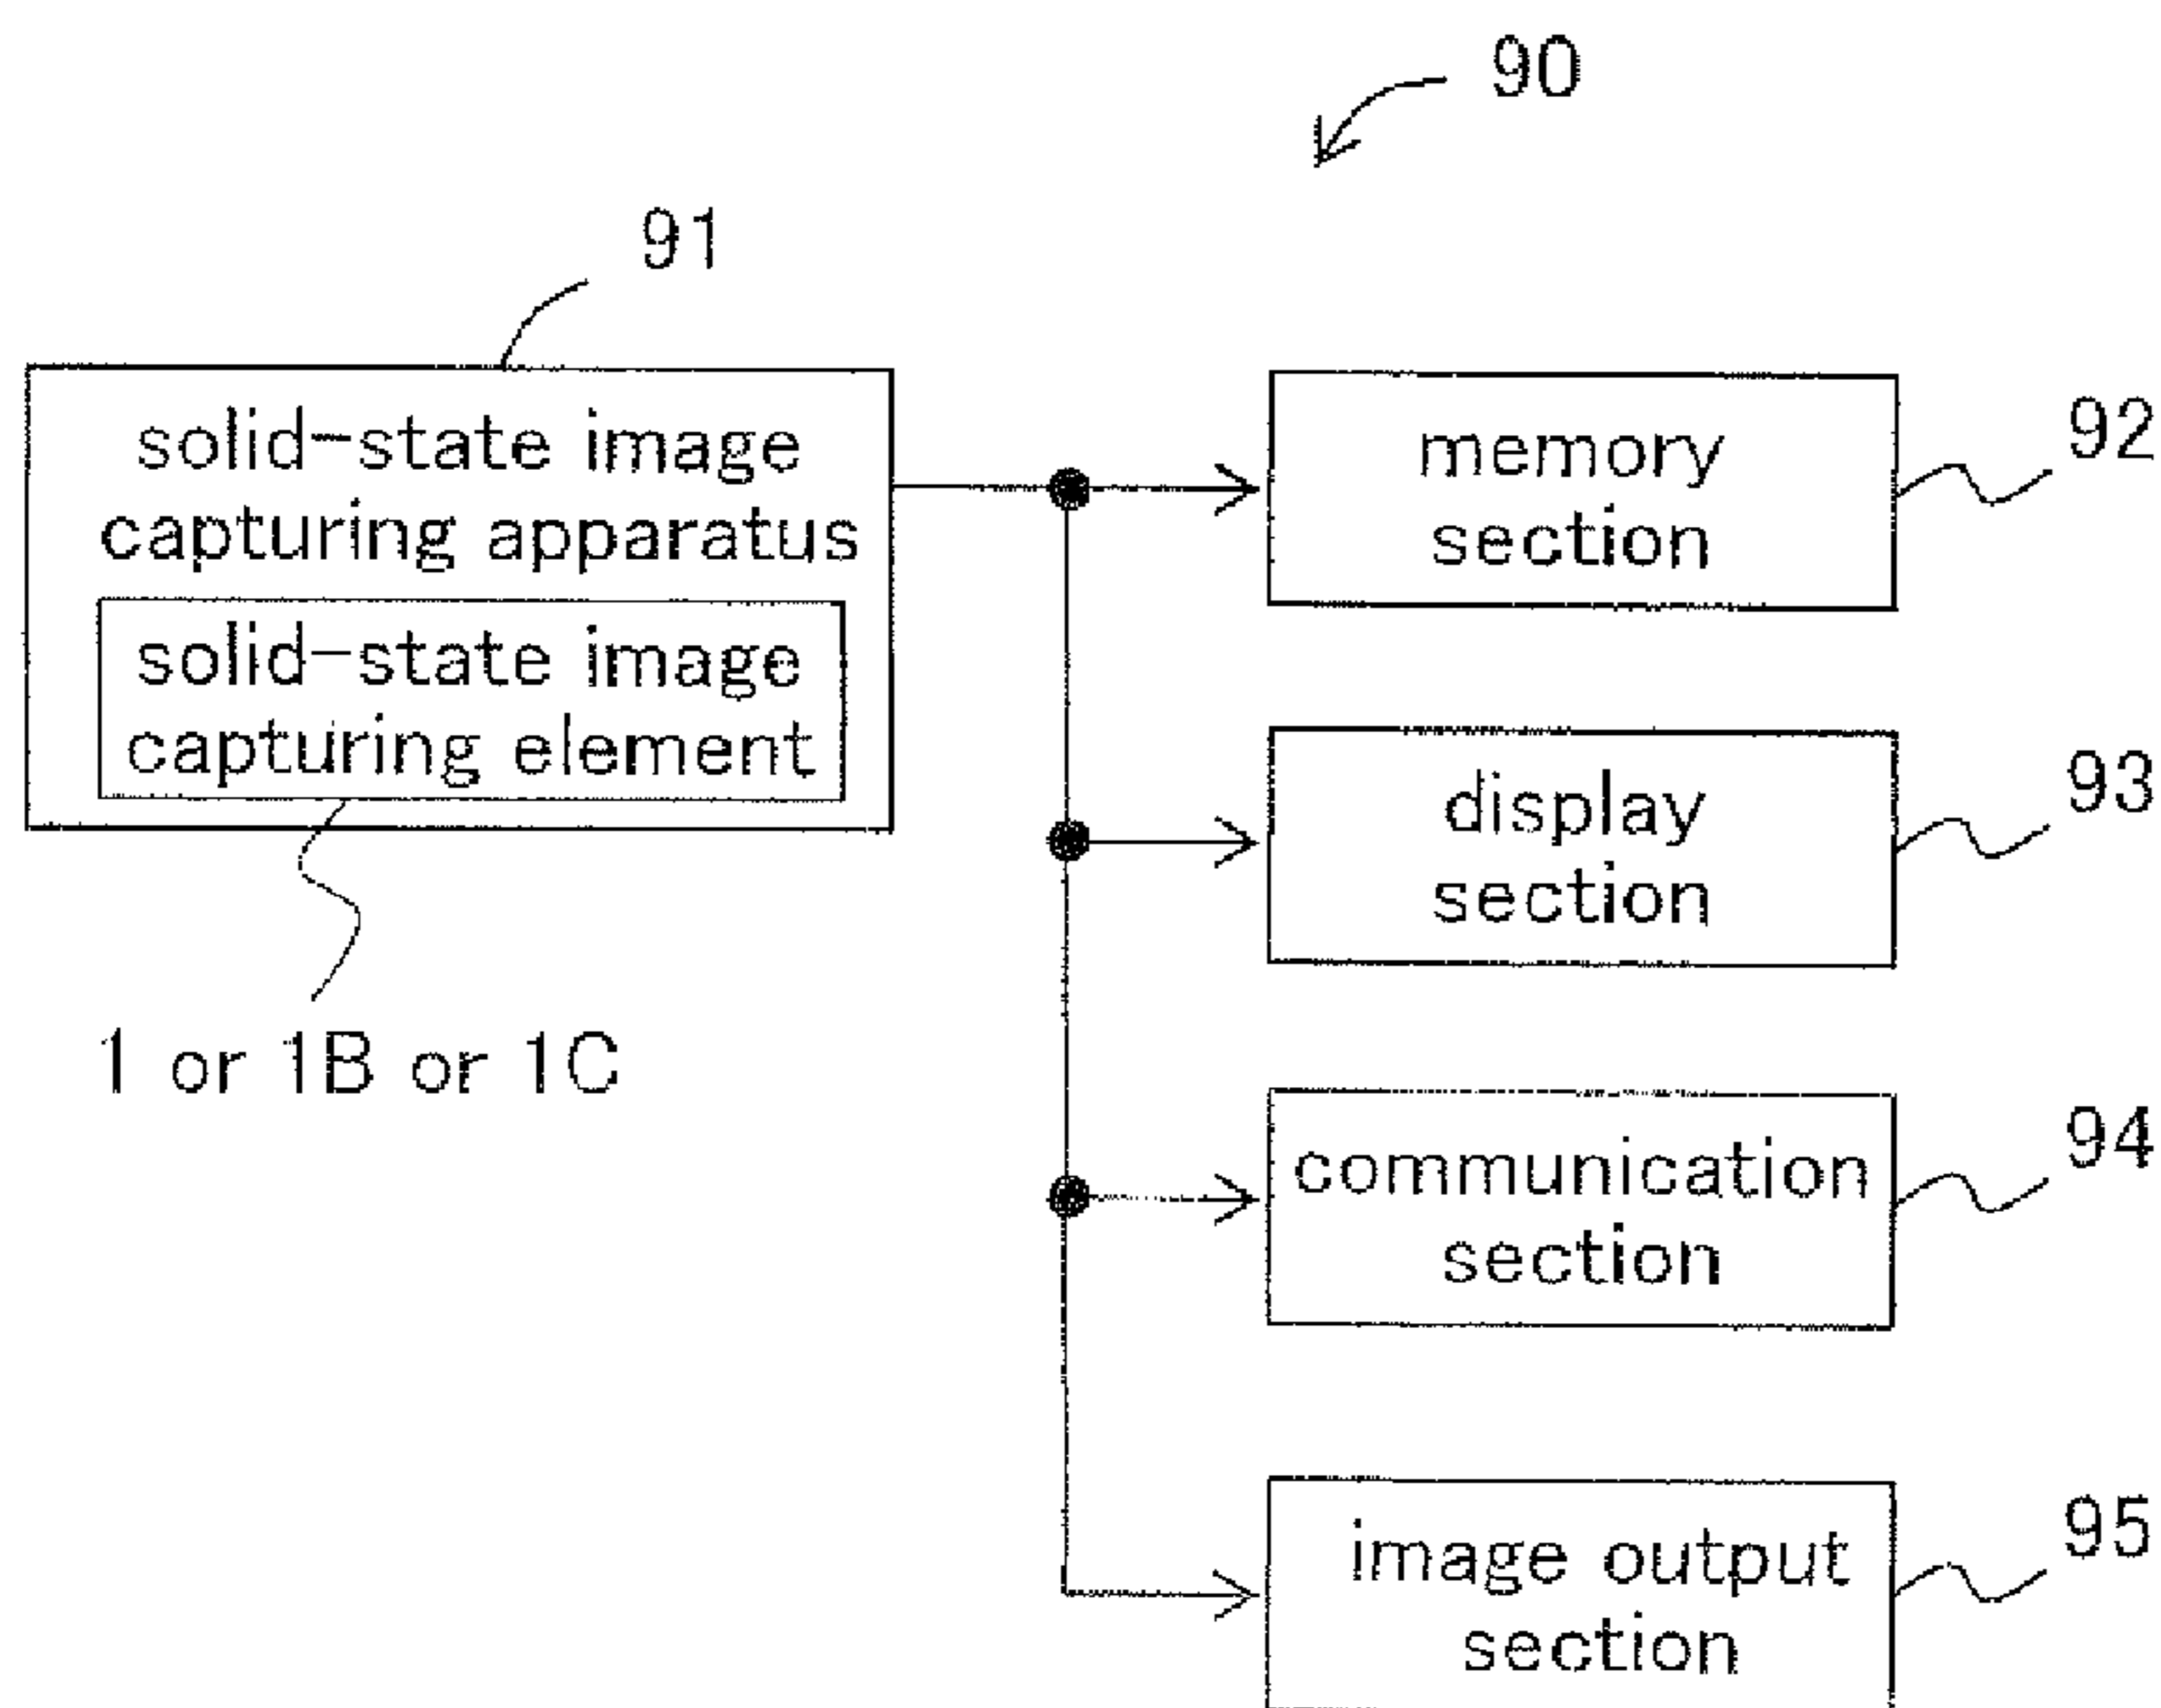 90
91
solid-state image
capturing apparatus
solid-state image
capturing element
1 or 1B or 1C
memory
section
92
display
section
93
communication
section
94
image output
section
95